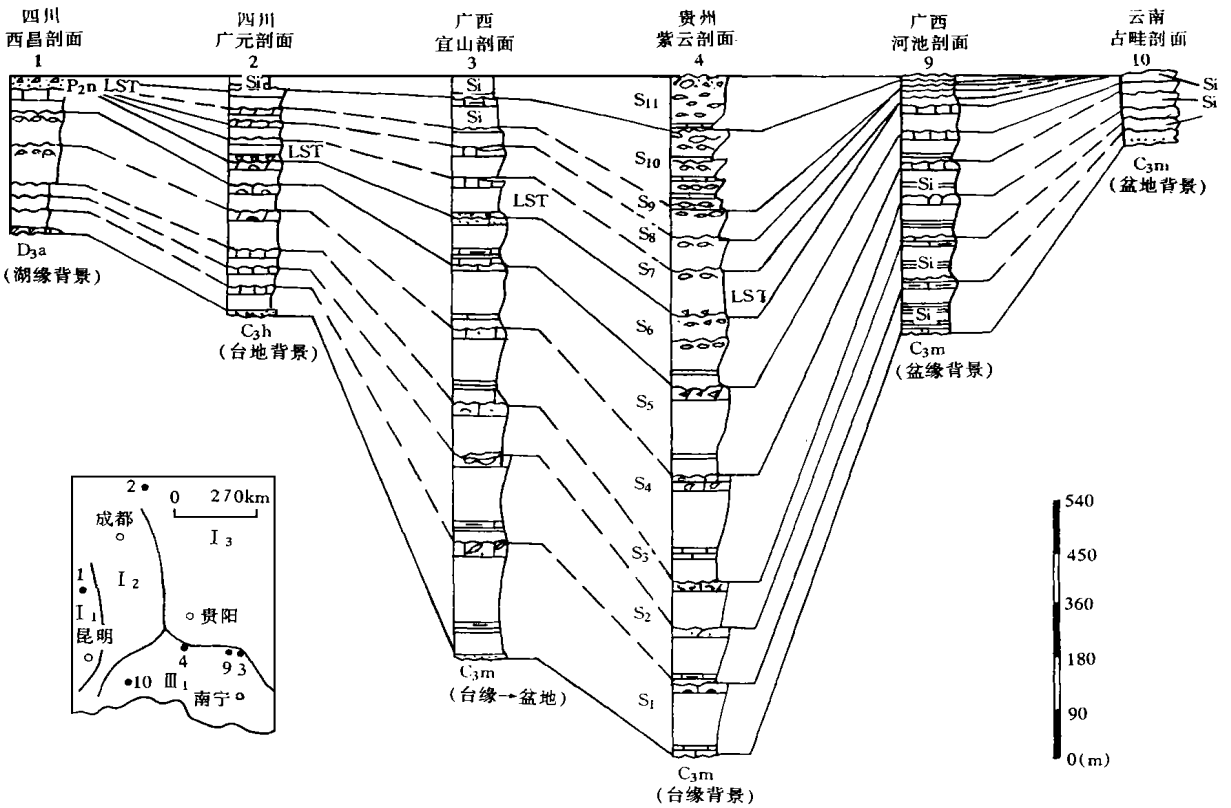 四川
西昌剖面
1
四川
广元剖面
2
广西
宜山剖面
3
贵州
紫云剖面
4
广西
河池剖面
9
云南
古畦剖面
10
P₂n LST
Si
Si
Si
S₁₁
S₁₀
S₉
S₈
S₇
S₆
S₅
S₄
S₃
S₂
S₁
LST
LST
LST
Si
Si
Si
Si
Si
D₃a
(湖缘背景)
C₃h
(台地背景)
C₃m
(台缘→盆地)
C₃m
(台缘背景)
C₃m
(盆缘背景)
C₃m
(盆地背景)
2
0 270km
成都
I₃
1
I₂
I₁
贵阳
昆明
4
9 3
10
III₁
南宁
540
450
360
180
90
0(m)